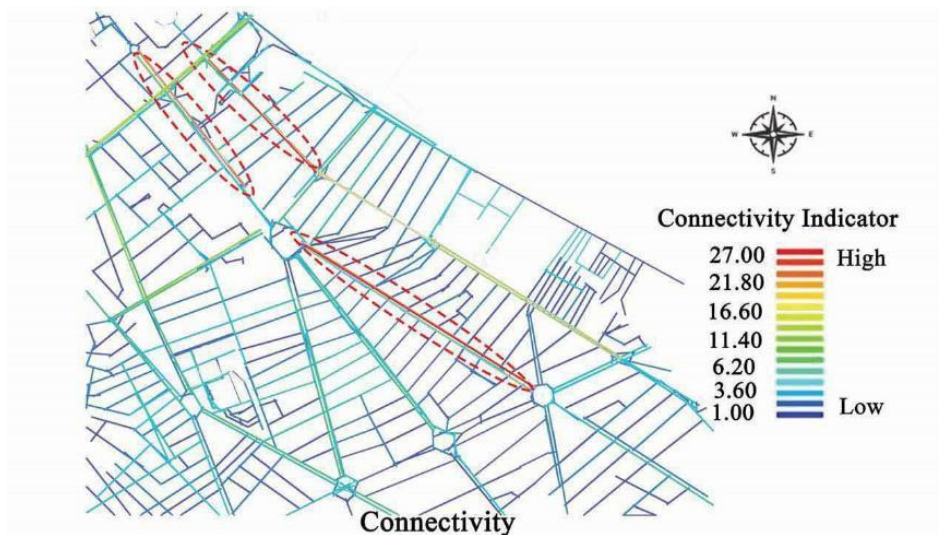 N
W E
S
Connectivity Indicator
27.00 High
21.80
16.60
11.40
6.20
3.60
1.00 Low
Connectivity